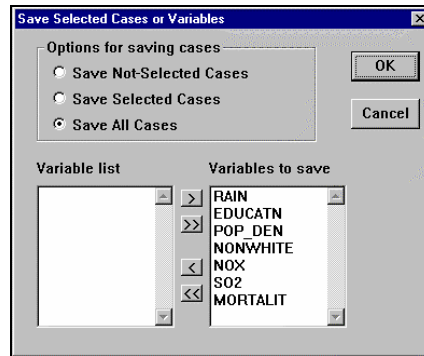 Save Selected Cases or Variables
Options for saving cases
Save Not-Selected Cases
Save Selected Cases
Save All Cases
OK
Cancel
Variable list
Variables to save
>
>>
<
<<
RAIN
EDUCATN
POP_DEN
NONWHITE
NOX
SO2
MORTALIT